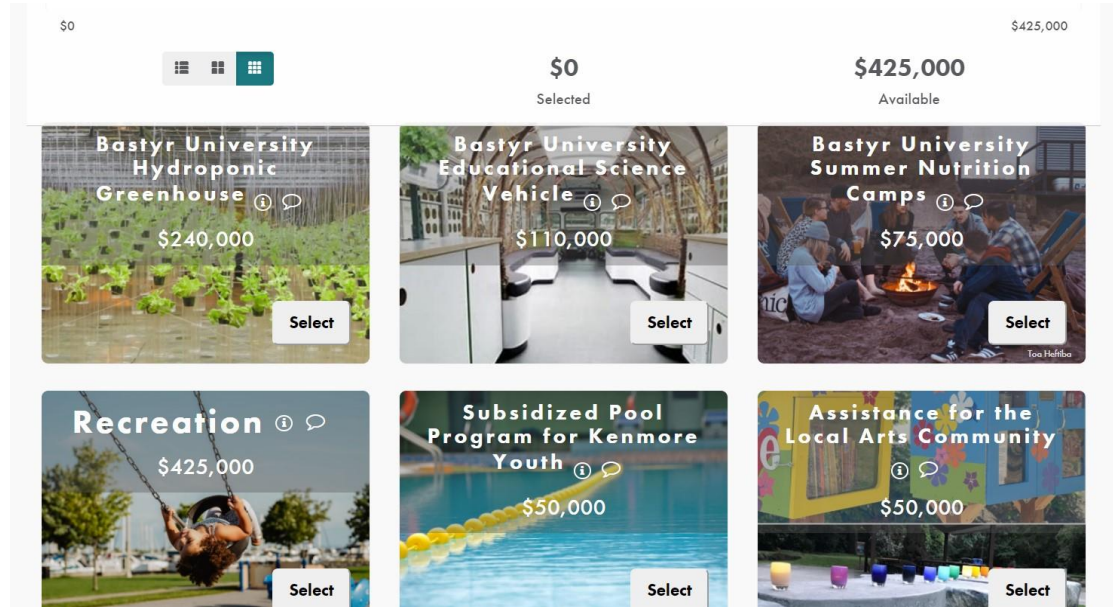 $0
$425,000
$0
$425,000
Selected
Available
Bastyr University
Hydroponic
Greenhouse
$240,000
Select
Bastyr University
Educational Science
Vehicle
$110,000
Select
Bastyr University
Summer Nutrition
Camps
$75,000
Select
Toa Heftiba
Recreation
$425,000
Select
Subsidized Pool
Program for Kenmore
Youth
$50,000
Select
Assistance for the
Local Arts Community
$50,000
Select